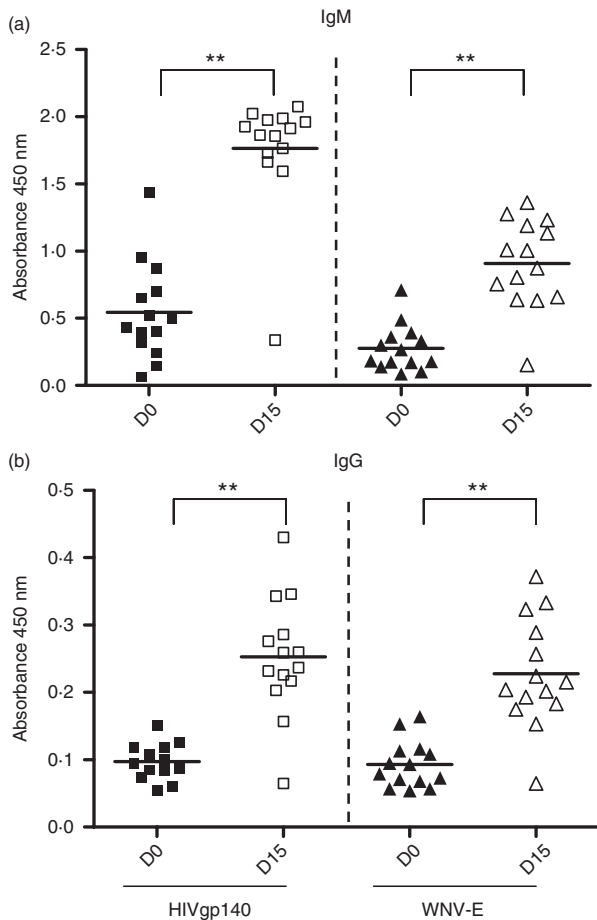 (a)
IgM
Absorbance 450 nm
2·5
2·0
1·5
1·0
0·5
0·0
**
**
D0
D15
D0
D15
(b)
IgG
Absorbance 450 nm
0·5
0·4
0·3
0·2
0·1
0·0
**
**
D0
D15
D0
D15
HIVgp140
WNV-E